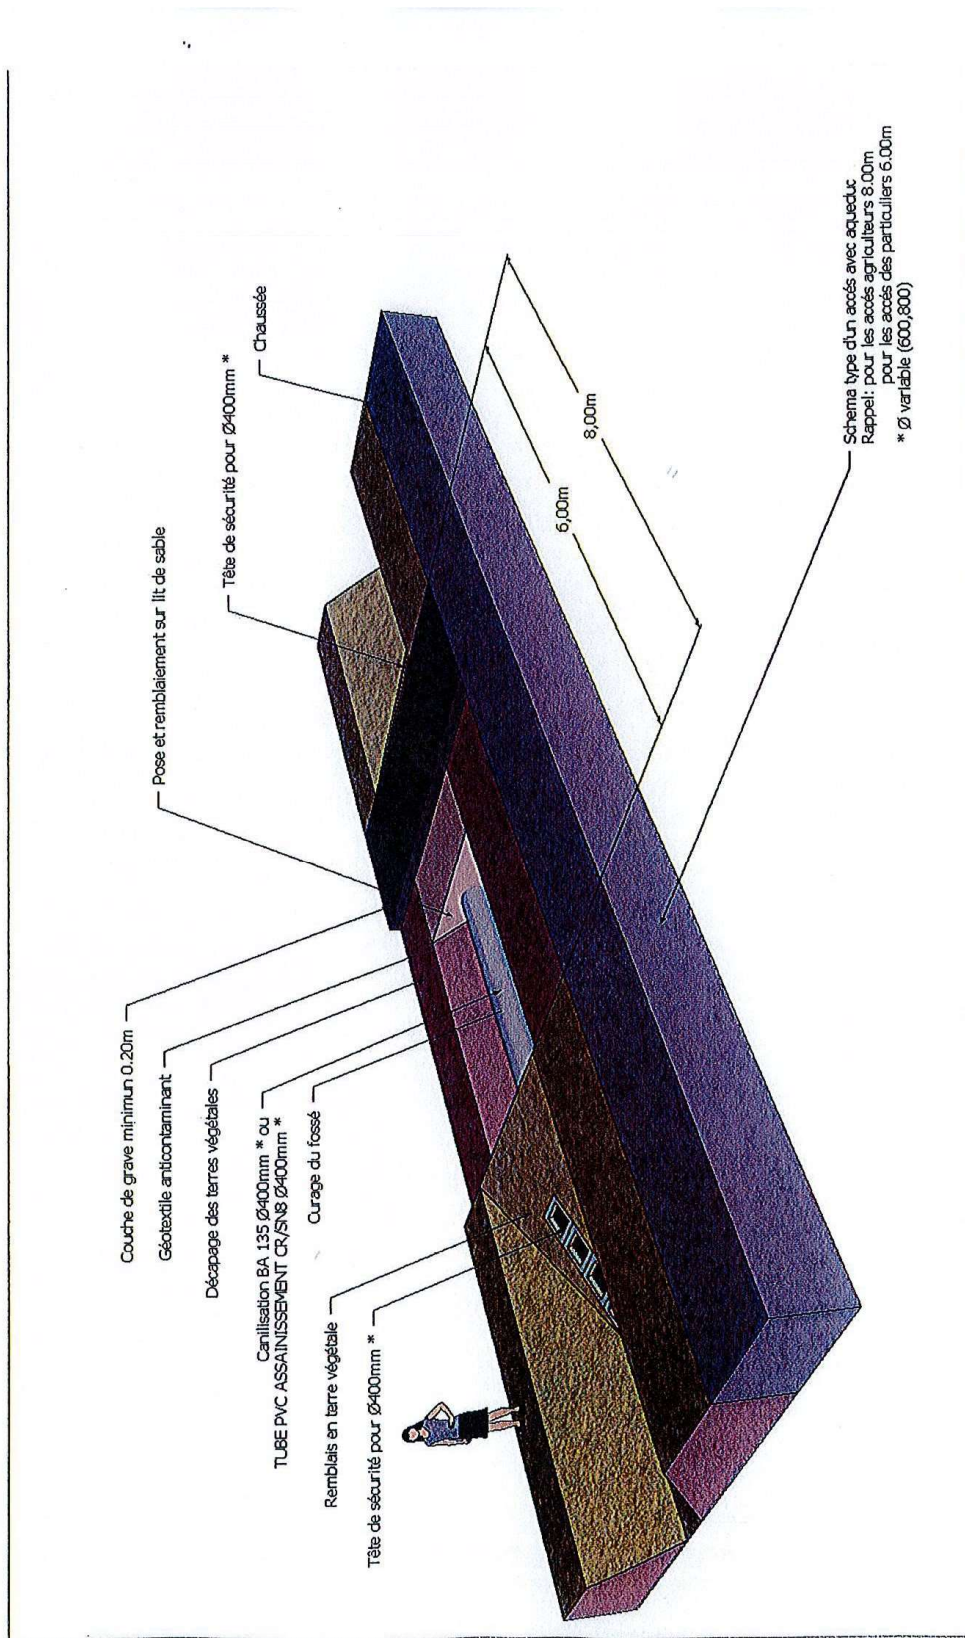 Couche de grave minimun 0.20m
Géotextile anticontaminant
Décapage des terres végétales
Canilisation BA 135 Ø400mm * ou
TUBE PVC ASSAINISSEMENT CR/SN8 Ø400mm *
Curage du fossé
Remblais en terre végétale
Tête de sécurité pour Ø400mm *
Pose et remblaiement sur lit de sable
Tête de sécurité pour Ø400mm *
Chaussée
6,00m
8,00m
Schema type d'un accés avec aqueduc
Rappel: pour les accés agriculteurs 8.00m
pour les accés des particuliers 6.00m
* Ø variable (600,800)